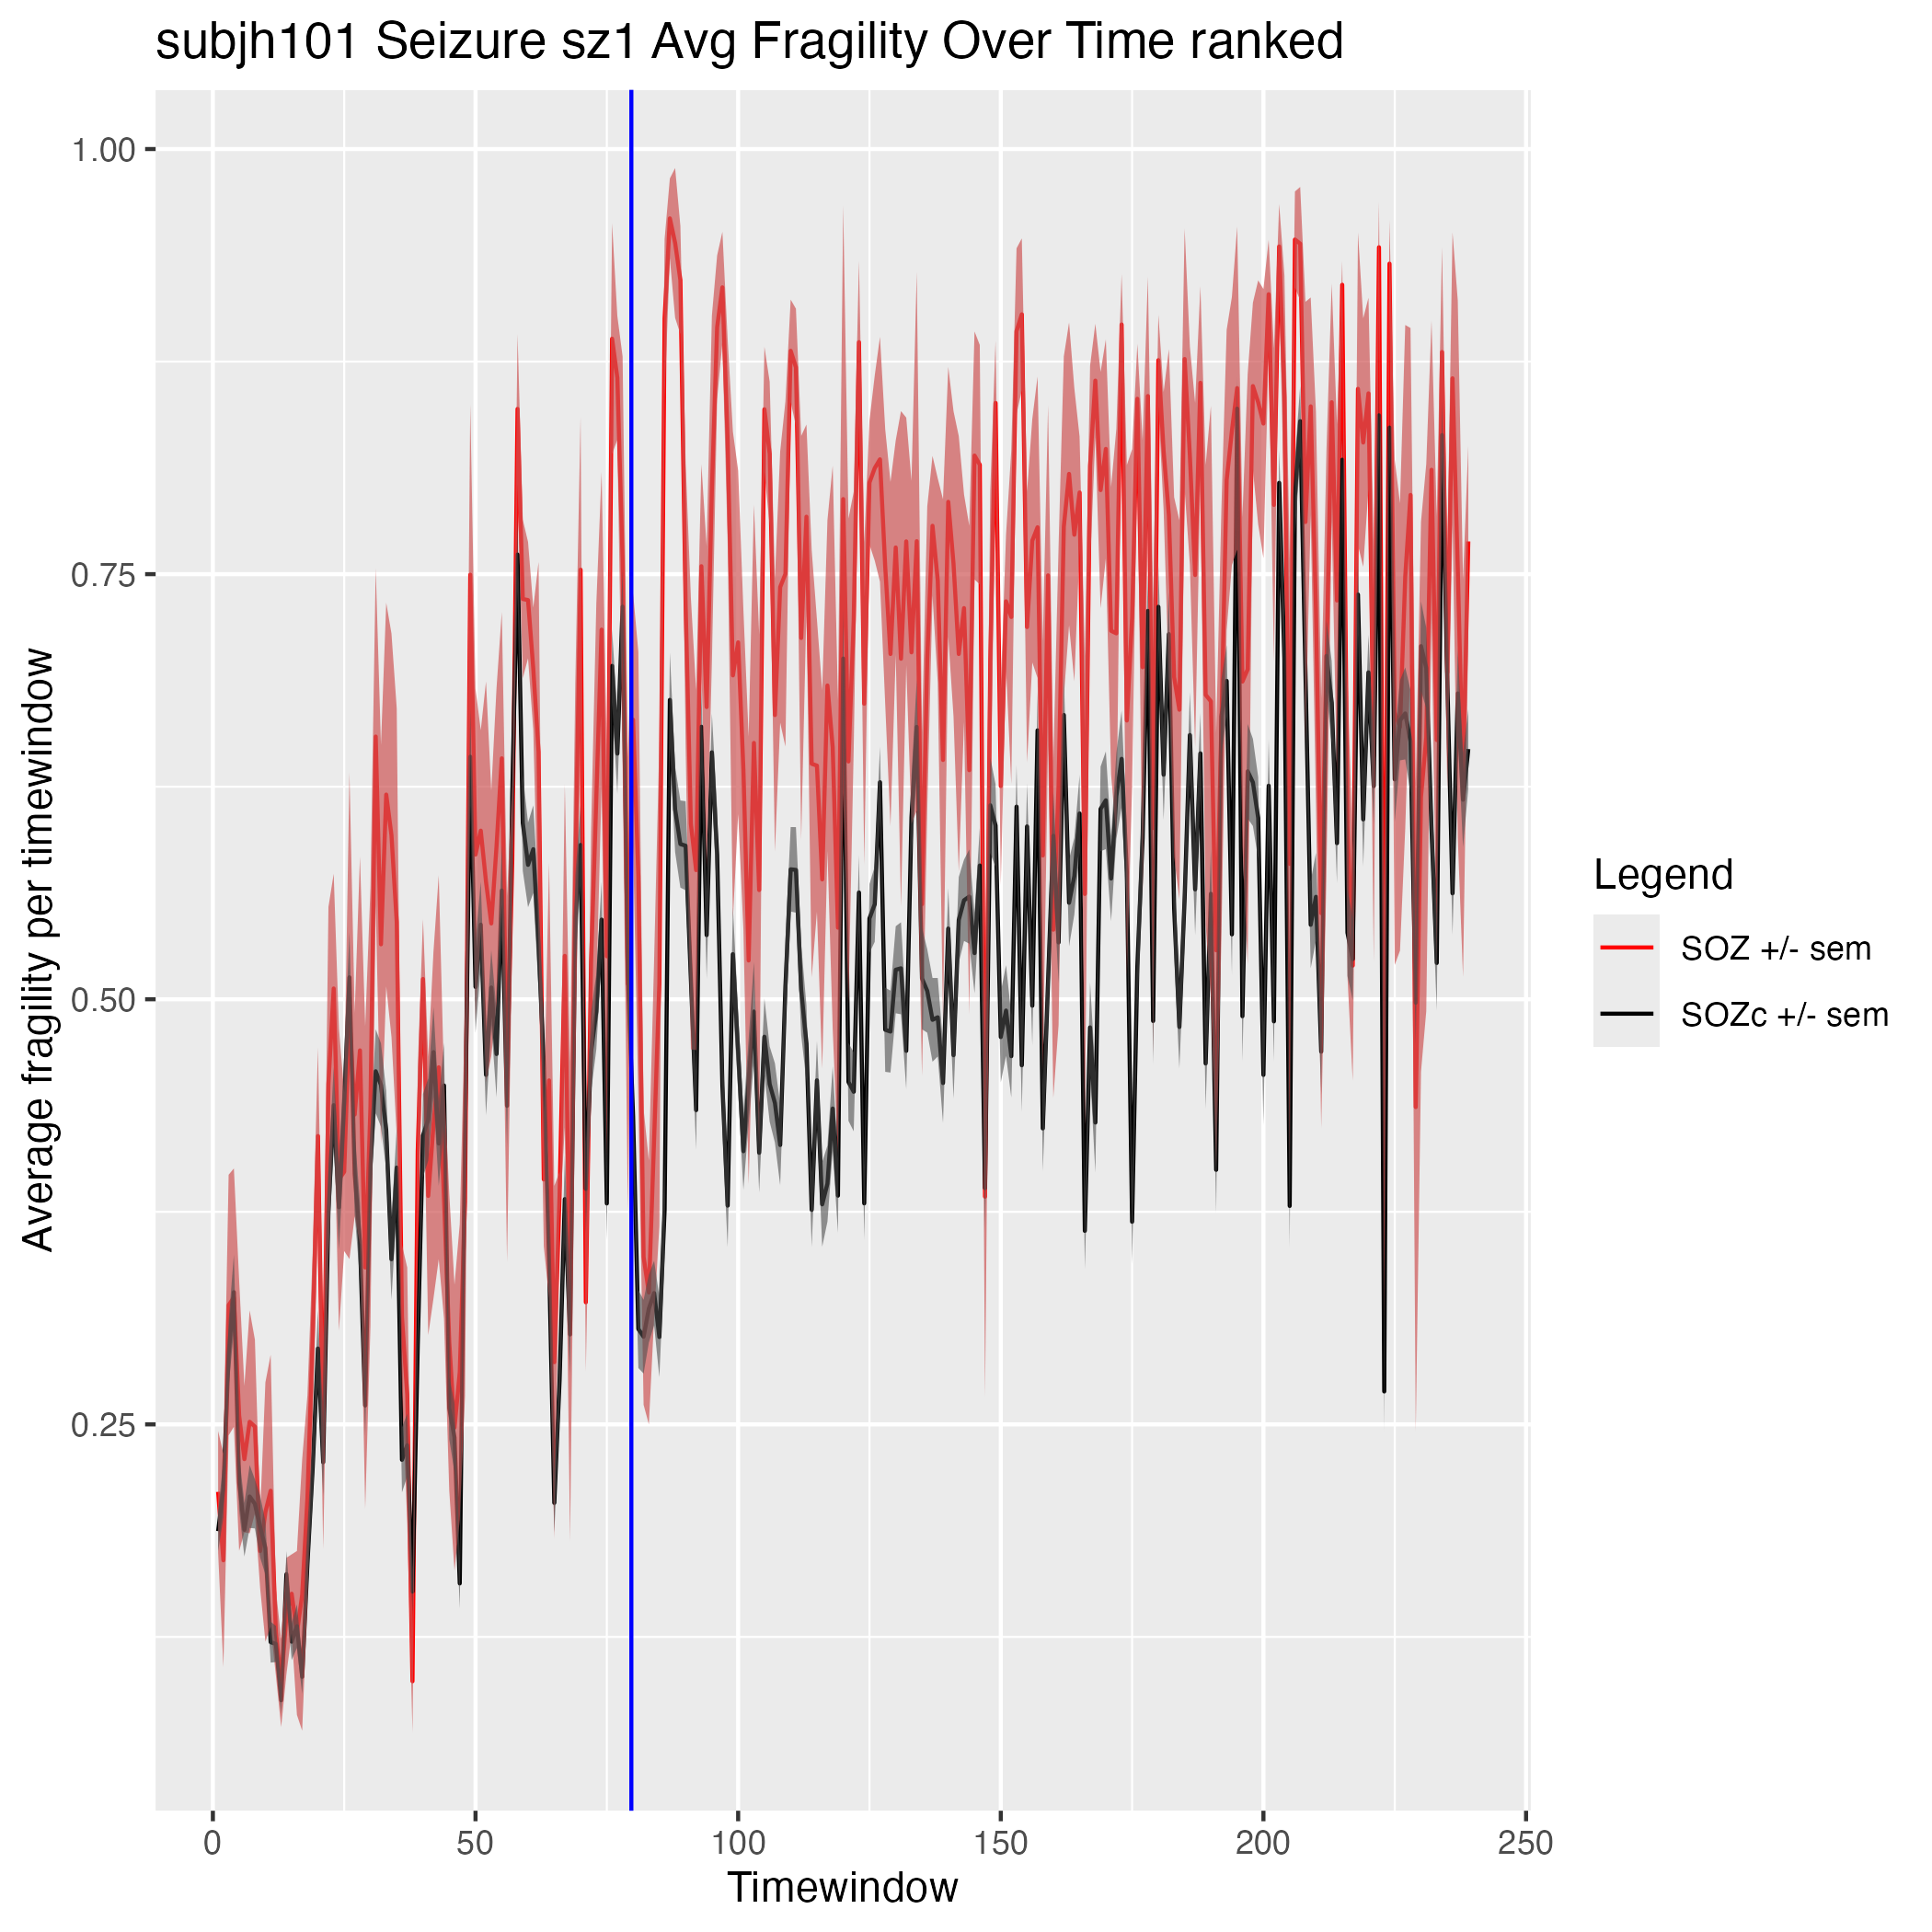 subjh101 Seizure sz1 Avg Fragility Over Time ranked
Average fragility per timewindow
1.00
0.75
0.50
0.25
0
50
100
150
200
250
Timewindow
Legend
SOZ +/- sem
SOZc +/- sem